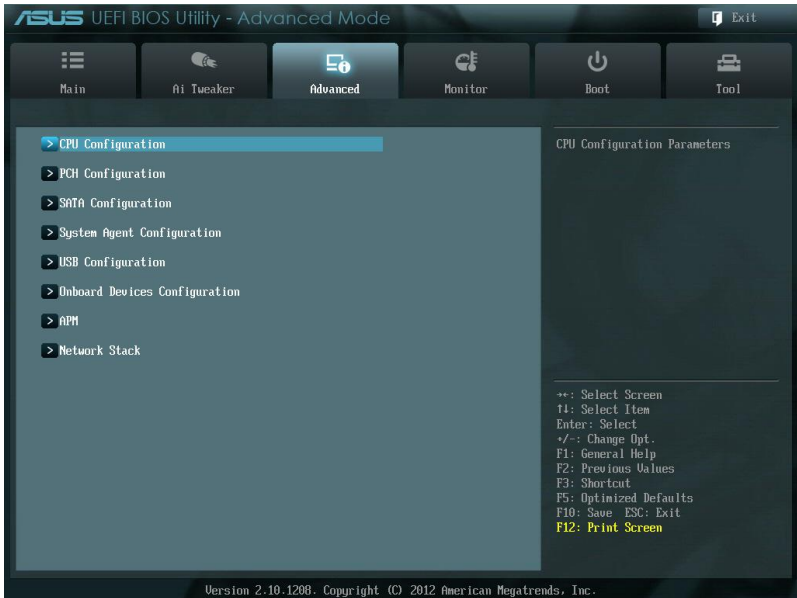 ASUS UEFI BIOS Utility - Advanced Mode
Exit
Main
Ai Tweaker
Advanced
Monitor
Boot
Tool
> CPU Configuration
> PCH Configuration
> SATA Configuration
> System Agent Configuration
> USB Configuration
> Onboard Devices Configuration
> APM
> Network Stack
CPU Configuration Parameters
→←: Select Screen
↑↓: Select Item
Enter: Select
+/-: Change Opt.
F1: General Help
F2: Previous Values
F3: Shortcut
F5: Optimized Defaults
F10: Save ESC: Exit
F12: Print Screen
Version 2.10.1208. Copyright (C) 2012 American Megatrends, Inc.